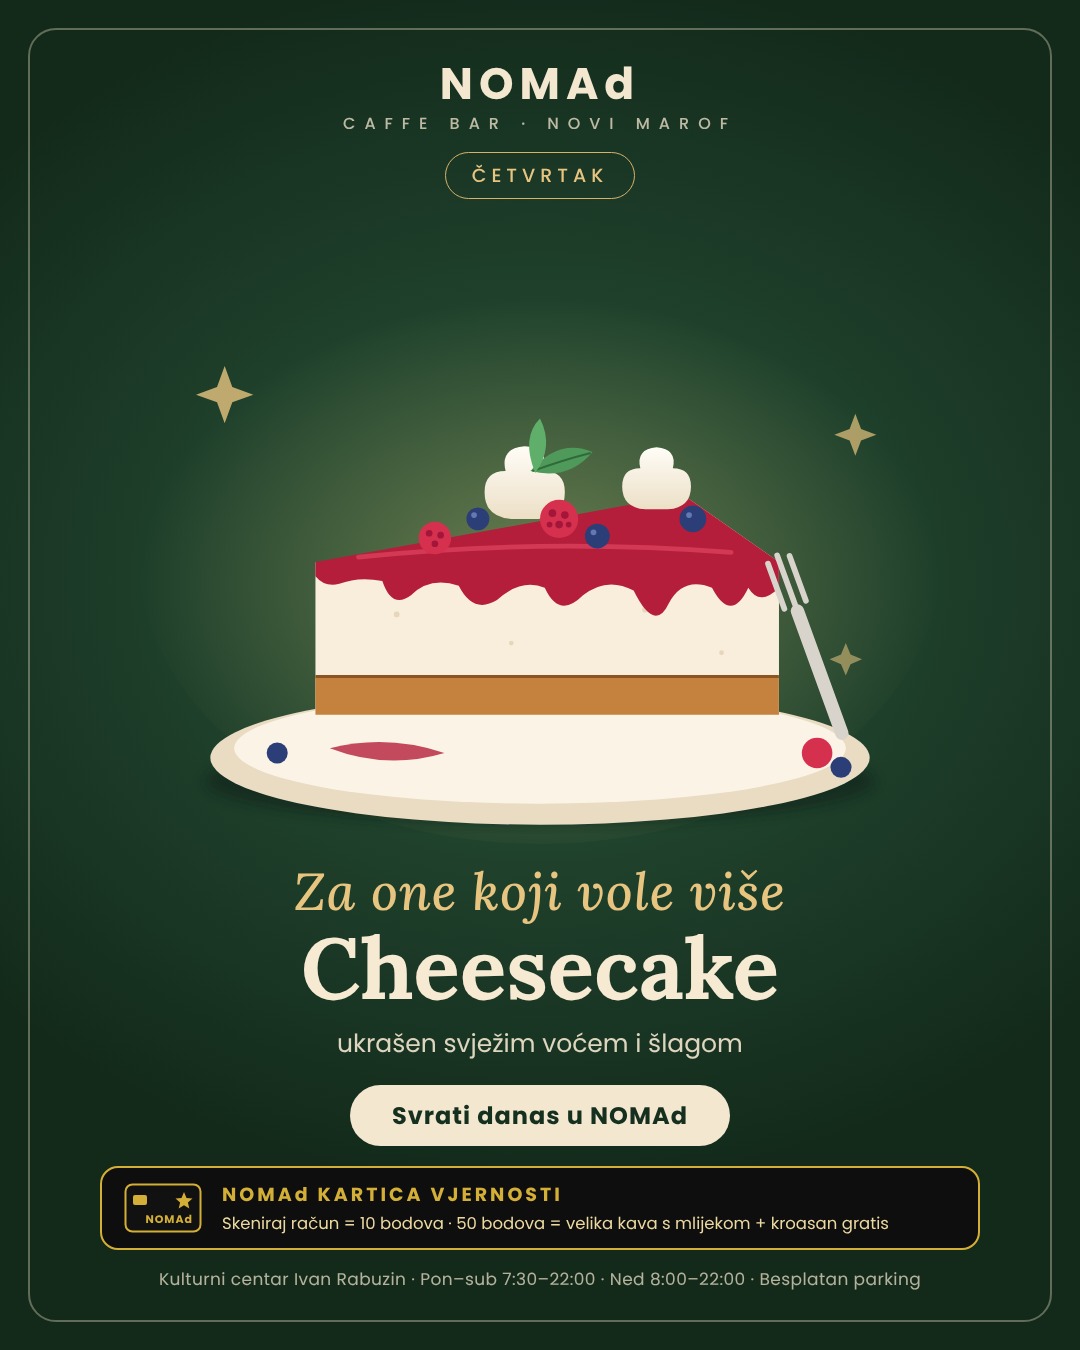 NOMAd
CAFFE BAR · NOVI MAROF
ČETVRTAK
Za one koji vole više
Cheesecake
ukrašen svježim voćem i šlagom
Svrati danas u NOMAd
NOMAd
NOMAd KARTICA VJERNOSTI
Skeniraj račun = 10 bodova · 50 bodova = velika kava s mlijekom + kroasan gratis
Kulturni centar Ivan Rabuzin · Pon–sub 7:30–22:00 · Ned 8:00–22:00 · Besplatan parking